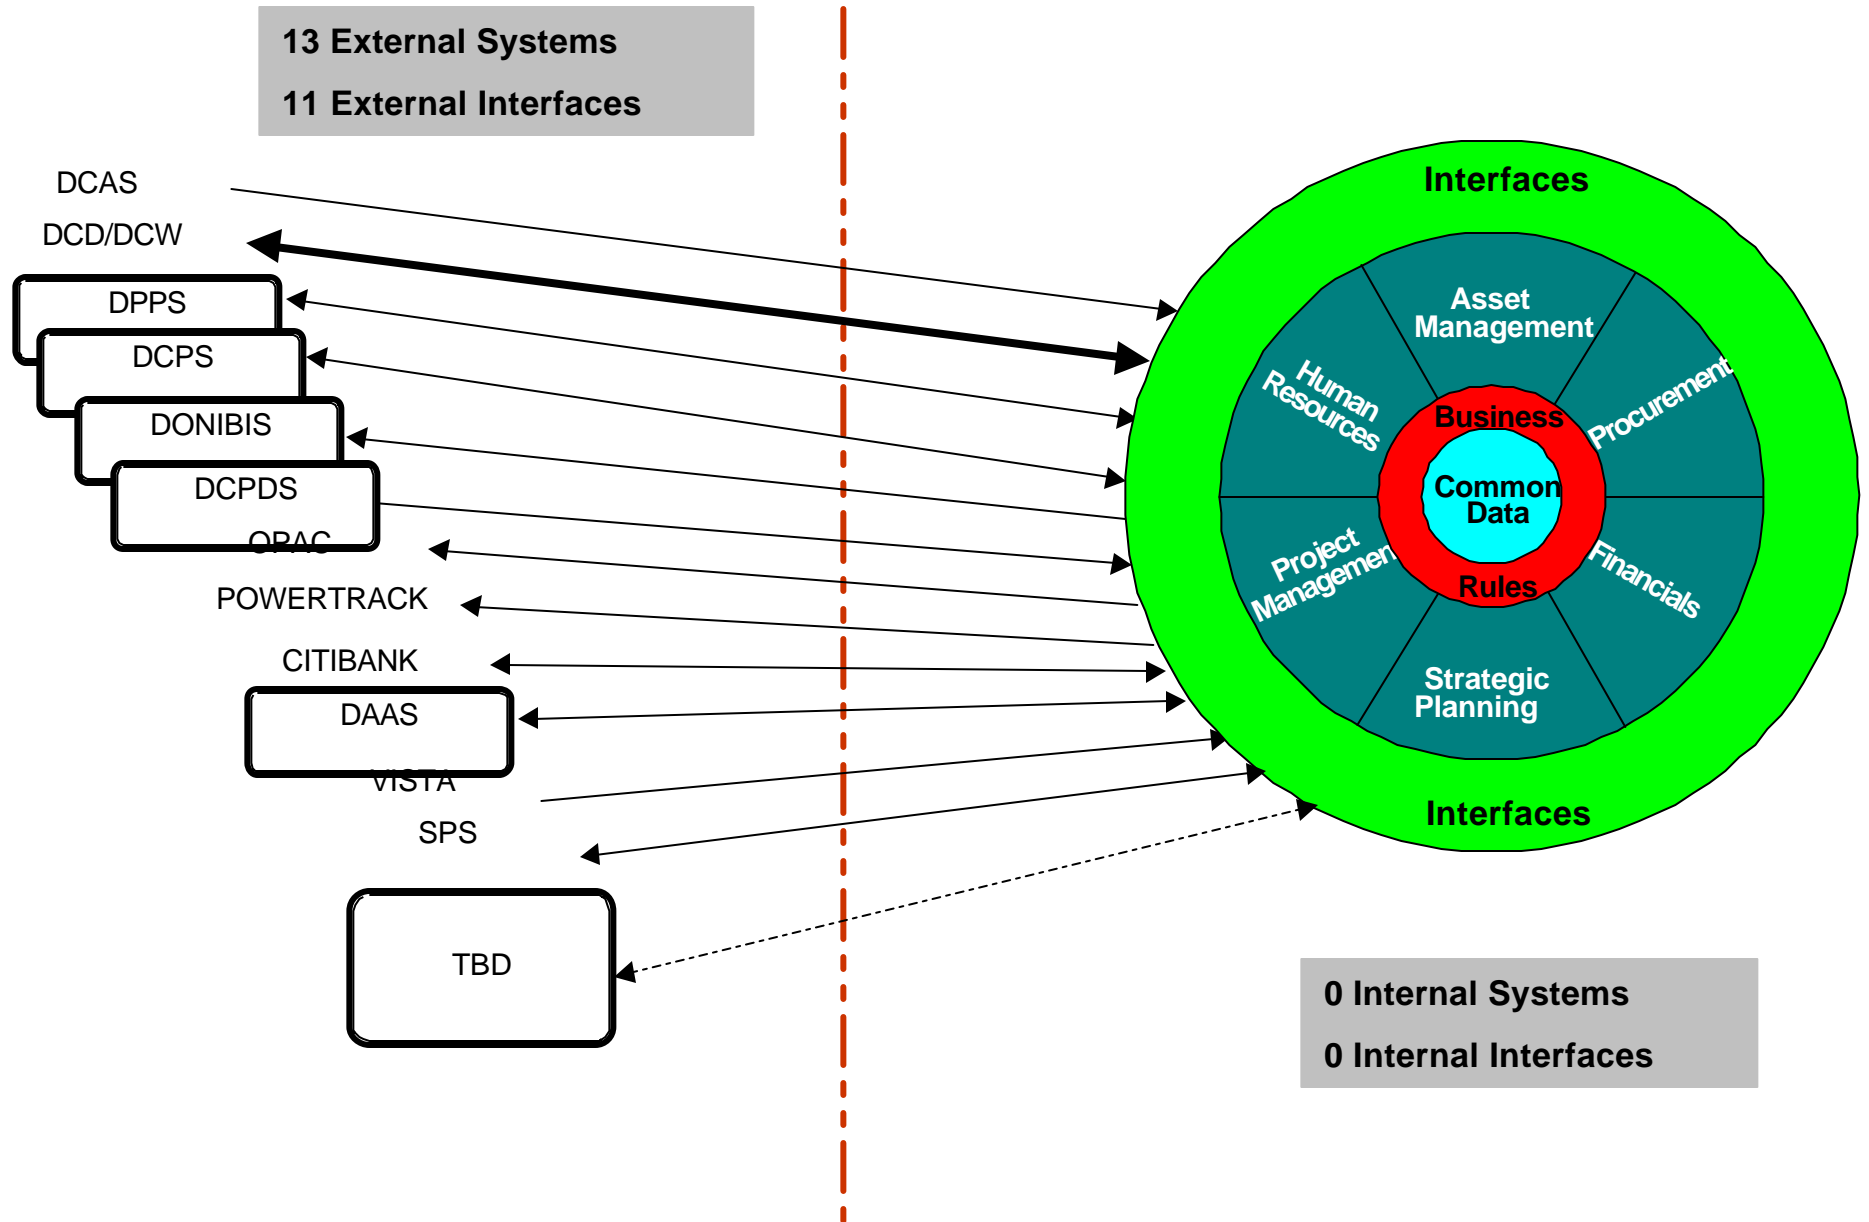 13 External Systems
11 External Interfaces
DCAS
DCD/DCW
DPPS
DCPS
DONIBIS
DCPDS
OPAC
POWERTRACK
CITIBANK
DAAS
VISTA
SPS
TBD
Interfaces
Asset
Management
Human
Resources
Procurement
Business
Common
Data
Rules
Project
Managemen
Financials
Strategic
Planning
Interfaces
0 Internal Systems
0 Internal Interfaces